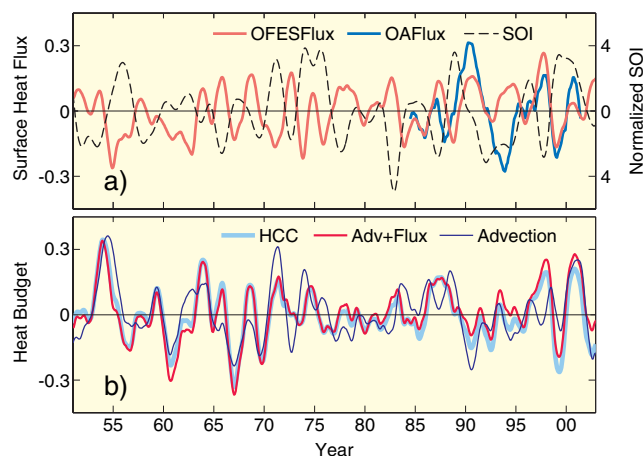 OFESFlux OAFlux SOI
Surface Heat Flux
0.3
0
-0.3
4
0
4
Normalized SOI
a)
HCC Adv+Flux Advection
Heat Budget
0.3
0
-0.3
b)
55 60 65 70 75 80 85 90 95 00
Year